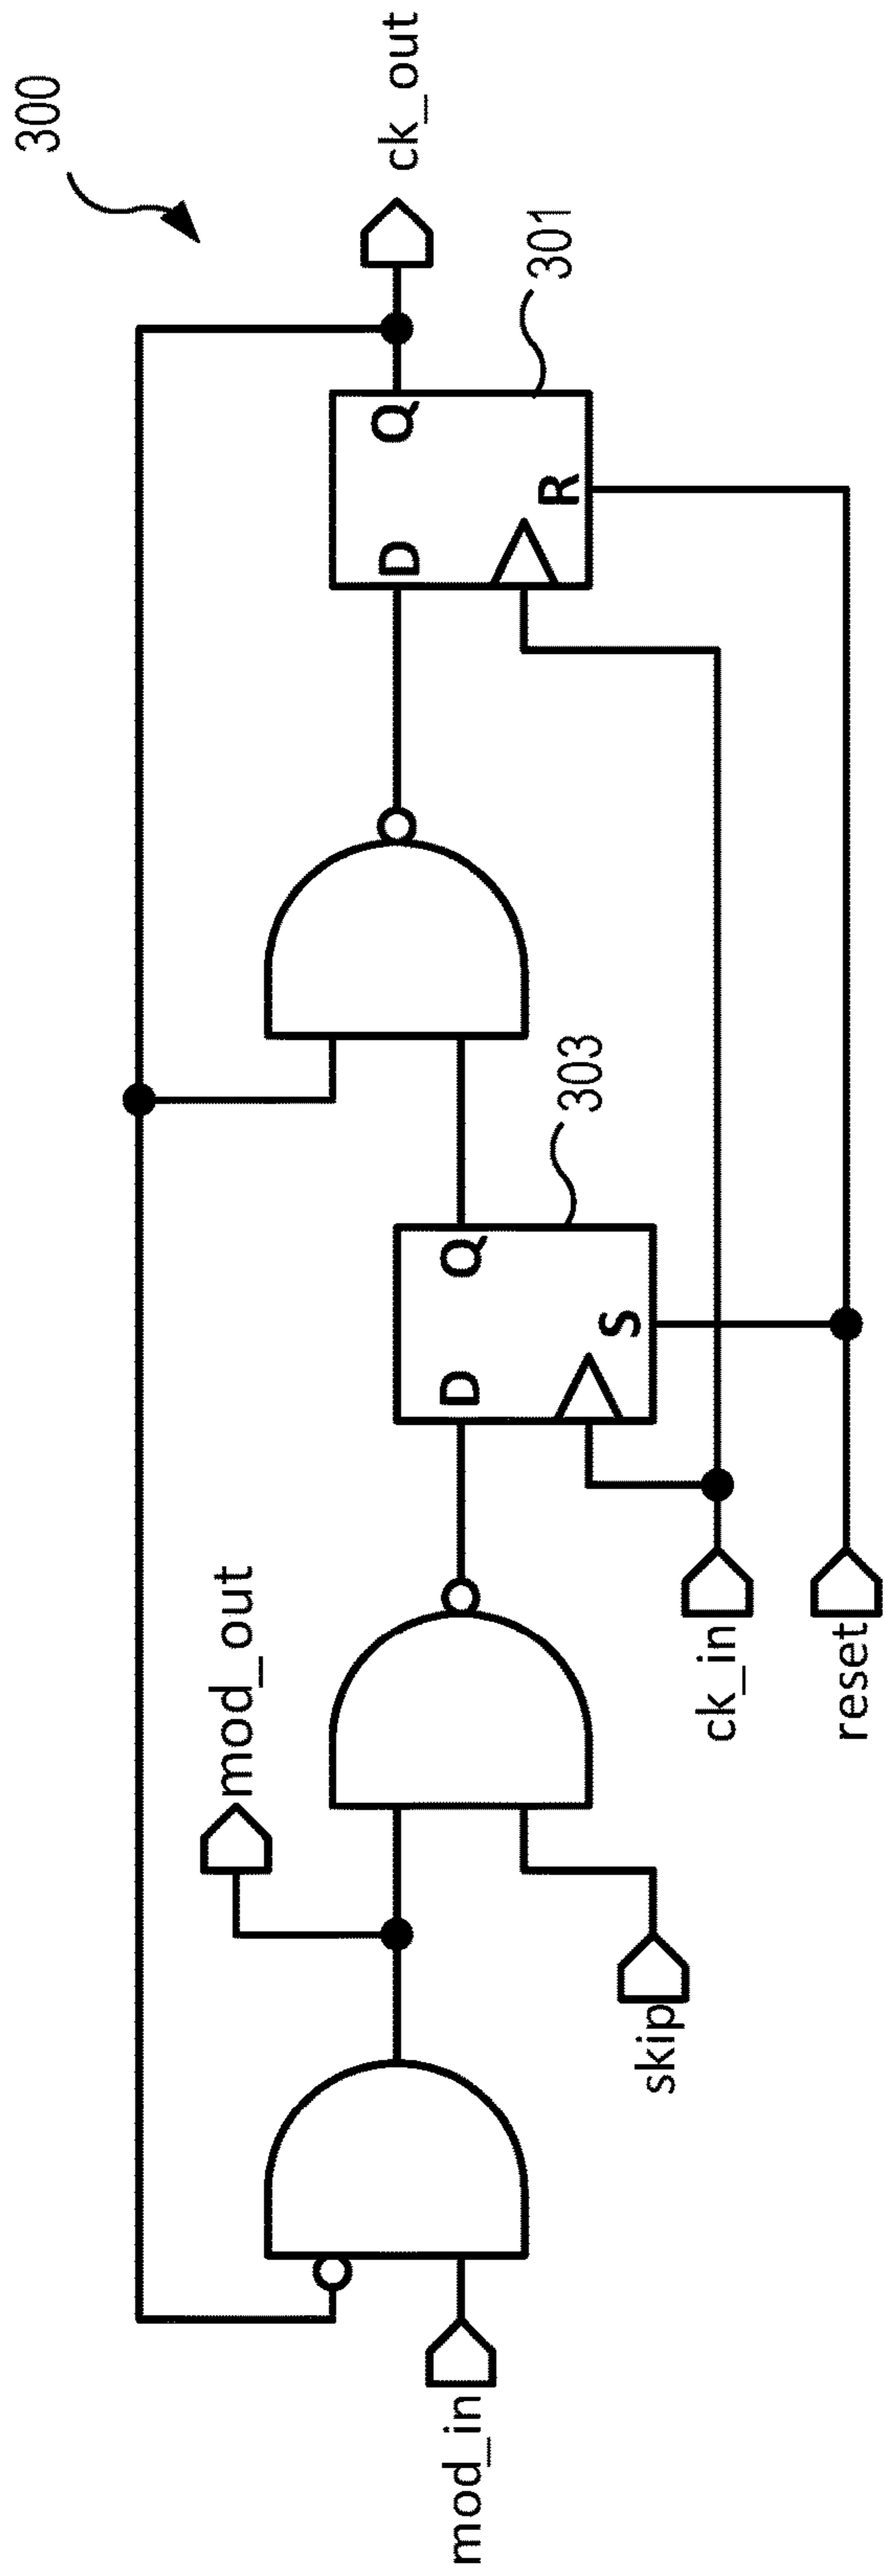 300
mod_in
mod_out
skip
D
Q
S
303
D
Q
R
301
ck_out
ck_in
reset